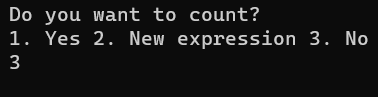 Do you want to count?
1. Yes 2. New expression 3. No
3